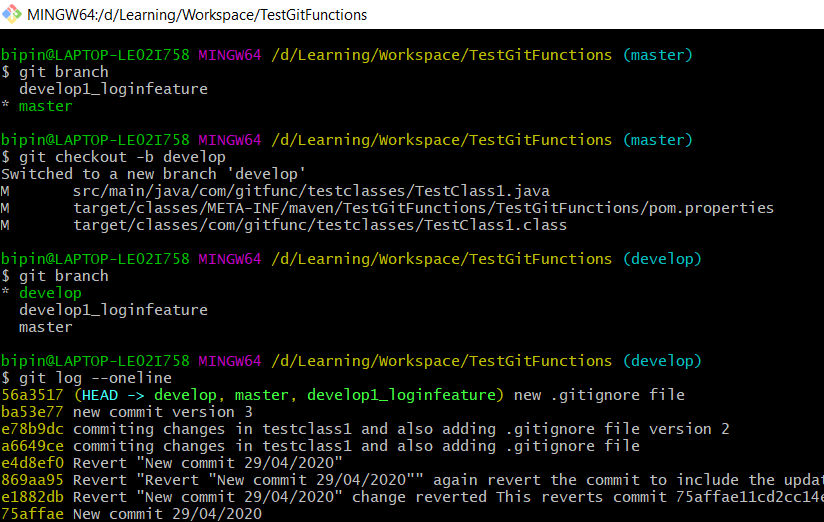 MINGW64:/d/Learning/Workspace/TestGitFunctions
bipin@LAPTOP-LEO2I758 MINGW64 /d/Learning/Workspace/TestGitFunctions (master)
$ git branch
  develop1_loginfeature
* master
bipin@LAPTOP-LEO2I758 MINGW64 /d/Learning/Workspace/TestGitFunctions (master)
$ git checkout -b develop
Switched to a new branch 'develop'
M       src/main/java/com/gitfunc/testclasses/TestClass1.java
M       target/classes/META-INF/maven/TestGitFunctions/TestGitFunctions/pom.properties
M       target/classes/com/gitfunc/testclasses/TestClass1.class
bipin@LAPTOP-LEO2I758 MINGW64 /d/Learning/Workspace/TestGitFunctions (develop)
$ git branch
* develop
  develop1_loginfeature
  master
bipin@LAPTOP-LEO2I758 MINGW64 /d/Learning/Workspace/TestGitFunctions (develop)
$ git log --oneline
56a3517 (HEAD -> develop, master, develop1_loginfeature) new .gitignore file
ba53e77 new commit version 3
e78b9dc commiting changes in testclass1 and also adding .gitignore file version 2
a6649ce commiting changes in testclass1 and also adding .gitignore file
e4d8ef0 Revert "New commit 29/04/2020"
869aa95 Revert "Revert "New commit 29/04/2020"" again revert the commit to include the upda
e1882db Revert "New commit 29/04/2020" change reverted This reverts commit 75affae11cd2cc14e
75affae New commit 29/04/2020